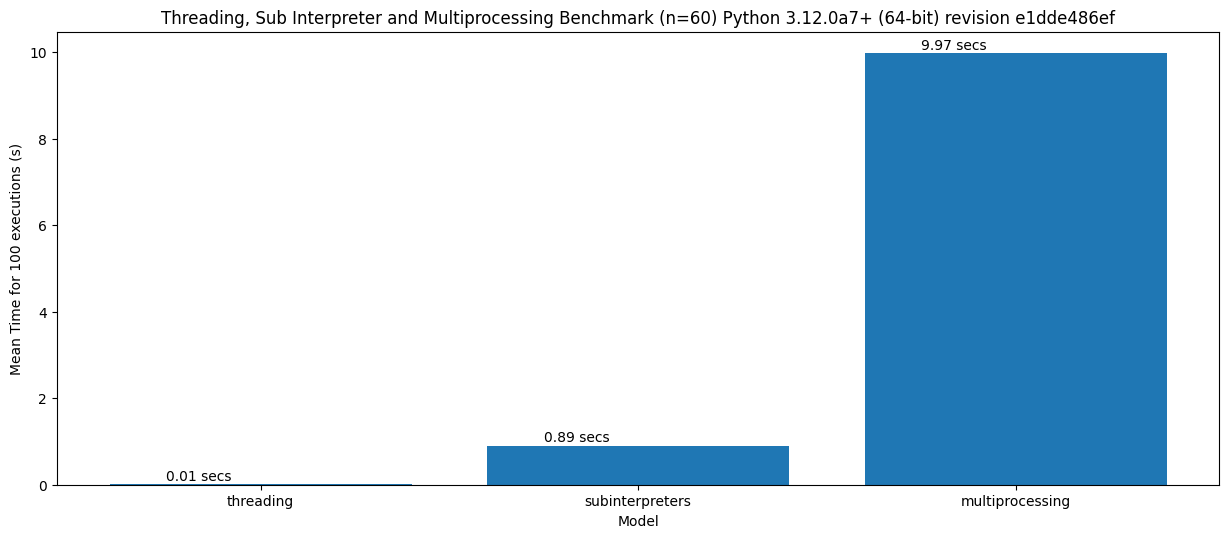 Threading, Sub Interpreter and Multiprocessing Benchmark (n=60) Python 3.12.0a7+ (64-bit) revision e1dde486ef
Mean Time for 100 executions (s)
10
8
6
4
2
0
0.01 secs
0.89 secs
9.97 secs
threading
subinterpreters
multiprocessing
Model